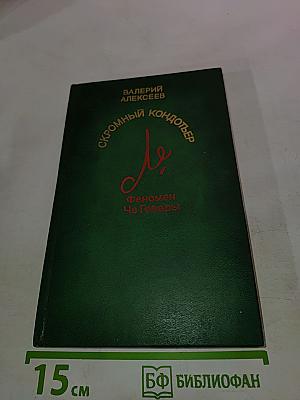 ВАЛЕРИЙ
АЛЕКСЕЕВ
СКРОМНЫЙ КОНДОТЬЕР
Феномен
Че Гевары
15 см
БФ БИБЛИОФАН